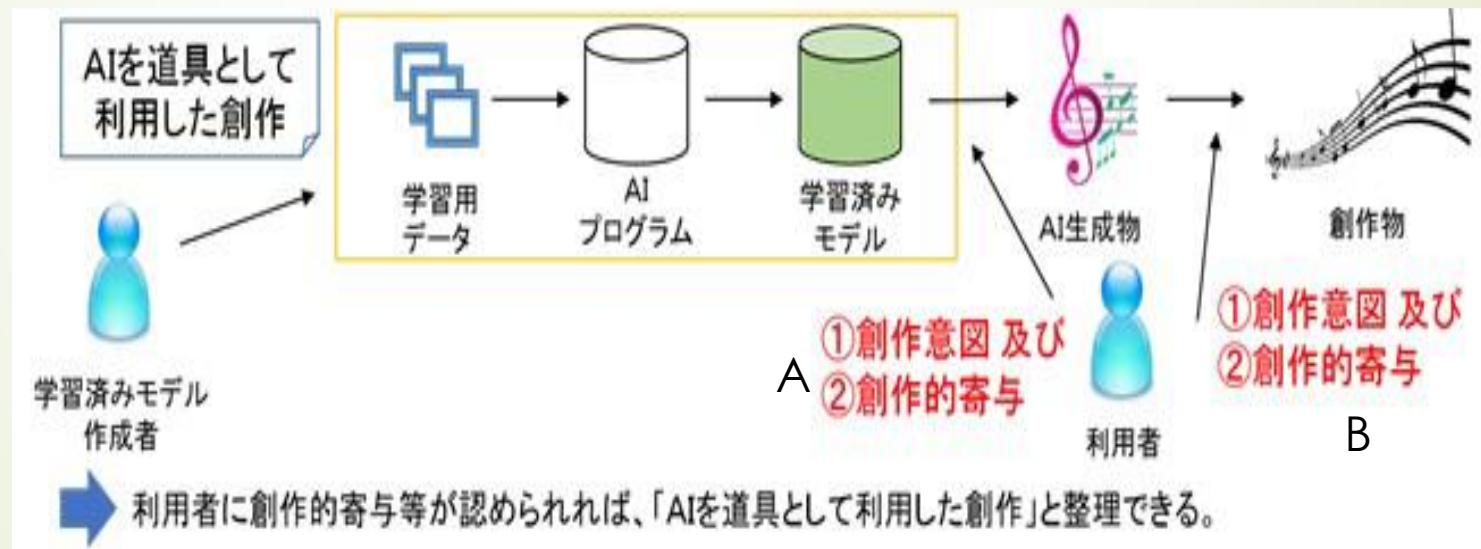 AIを道具として
利用した創作
学習用
データ
AI
プログラム
学習済み
モデル
AI生成物
創作物
学習済みモデル
作成者
A
①創作意図 及び
②創作的寄与
利用者
①創作意図 及び
②創作的寄与
B
利用者に創作的寄与等が認められれば、「AIを道具として利用した創作」と整理できる。